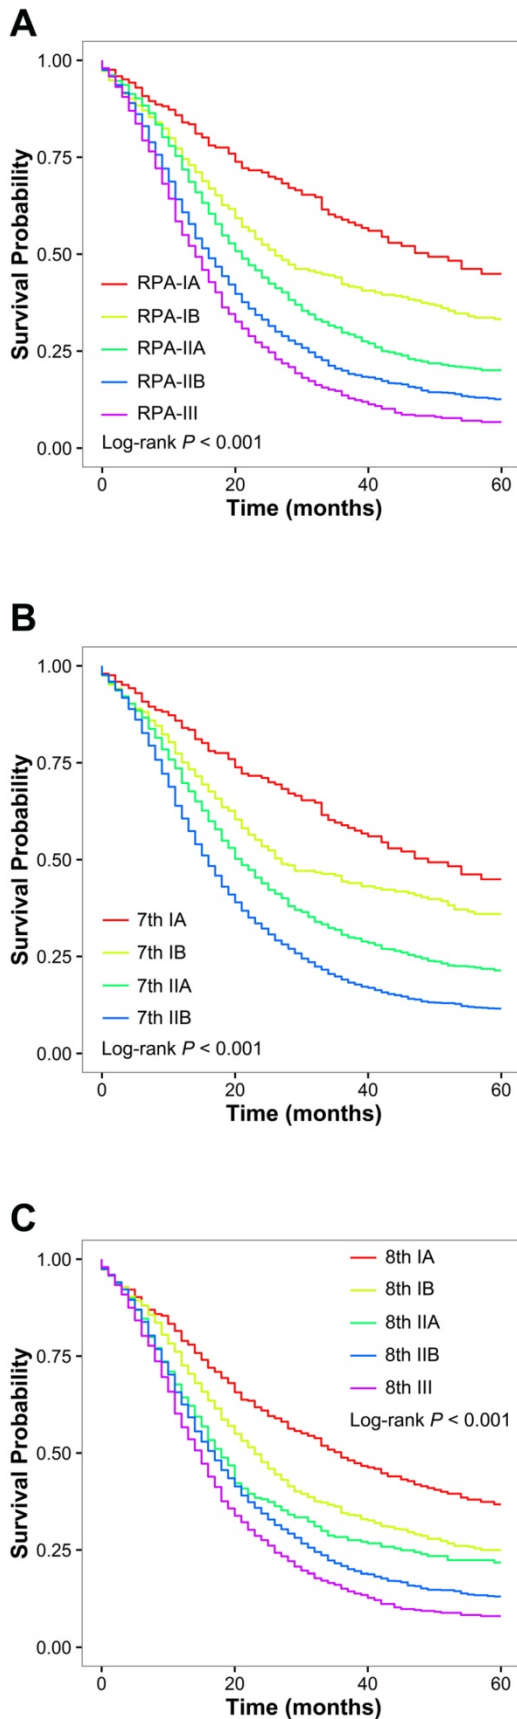 A
Survival Probability
1.00
0.75
0.50
0.25
0.00
RPA-IA
RPA-IB
RPA-IIA
RPA-IIB
RPA-III
Log-rank P < 0.001
0 20 40 60
Time (months)
B
Survival Probability
1.00
0.75
0.50
0.25
0.00
7th IA
7th IB
7th IIA
7th IIB
Log-rank P < 0.001
0 20 40 60
Time (months)
C
Survival Probability
1.00
0.75
0.50
0.25
0.00
8th IA
8th IB
8th IIA
8th IIB
8th III
Log-rank P < 0.001
0 20 40 60
Time (months)